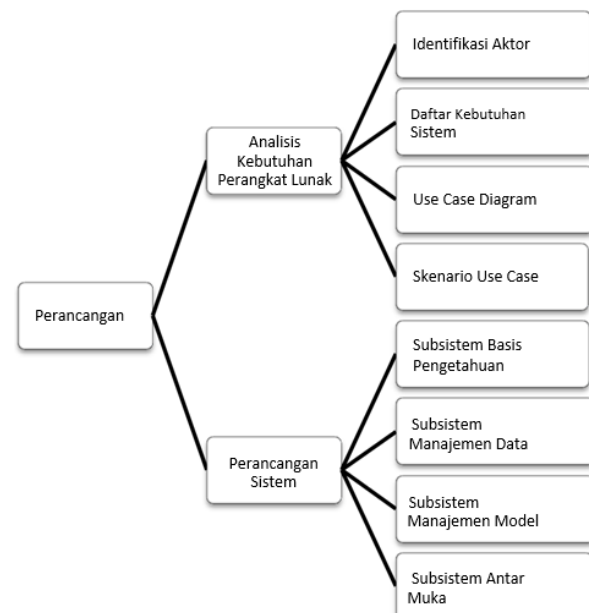 Perancangan
Analisis
Kebutuhan
Perangkat Lunak
Identifikasi Aktor
Daftar Kebutuhan
Sistem
Use Case Diagram
Skenario Use Case
Perancangan
Sistem
Subsistem Basis
Pengetahuan
Subsistem
Manajemen Data
Subsistem
Manajemen Model
Subsistem Antar
Muka